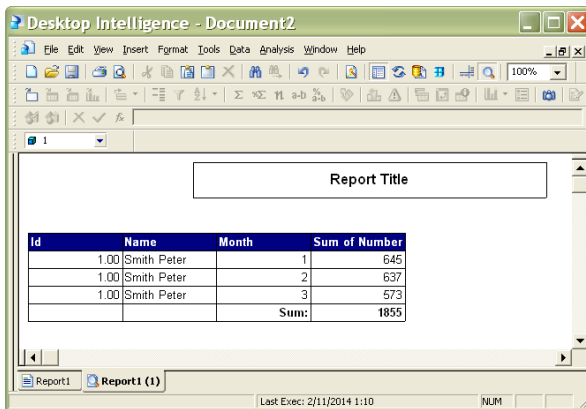 Desktop Intelligence - Document2
File Edit View Insert Format Tools Data Analysis Window Help
100%
Σ %Σ n a-b a-b
1
Report Title
Id Name Month Sum of Number
1.00 Smith Peter 1 645
1.00 Smith Peter 2 637
1.00 Smith Peter 3 573
Sum: 1855
Report1 Report1 (1)
Last Exec: 2/11/2014 1:10 NUM